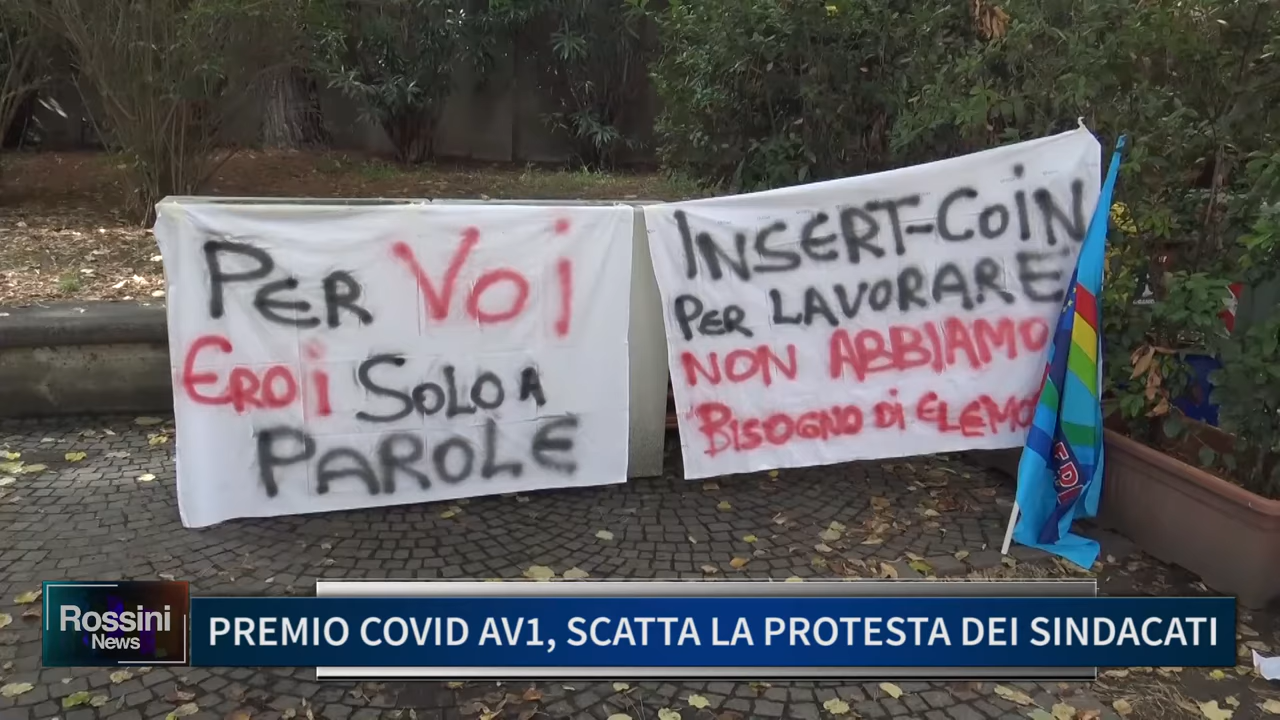 PER VOI
EROI SOLO A
PAROLE
INSERT-COIN
PER LAVORARE
NON ABBIAMO
BISOGNO DI ELEMO
Rossini
News
PREMIO COVID AV1, SCATTA LA PROTESTA DEI SINDACATI